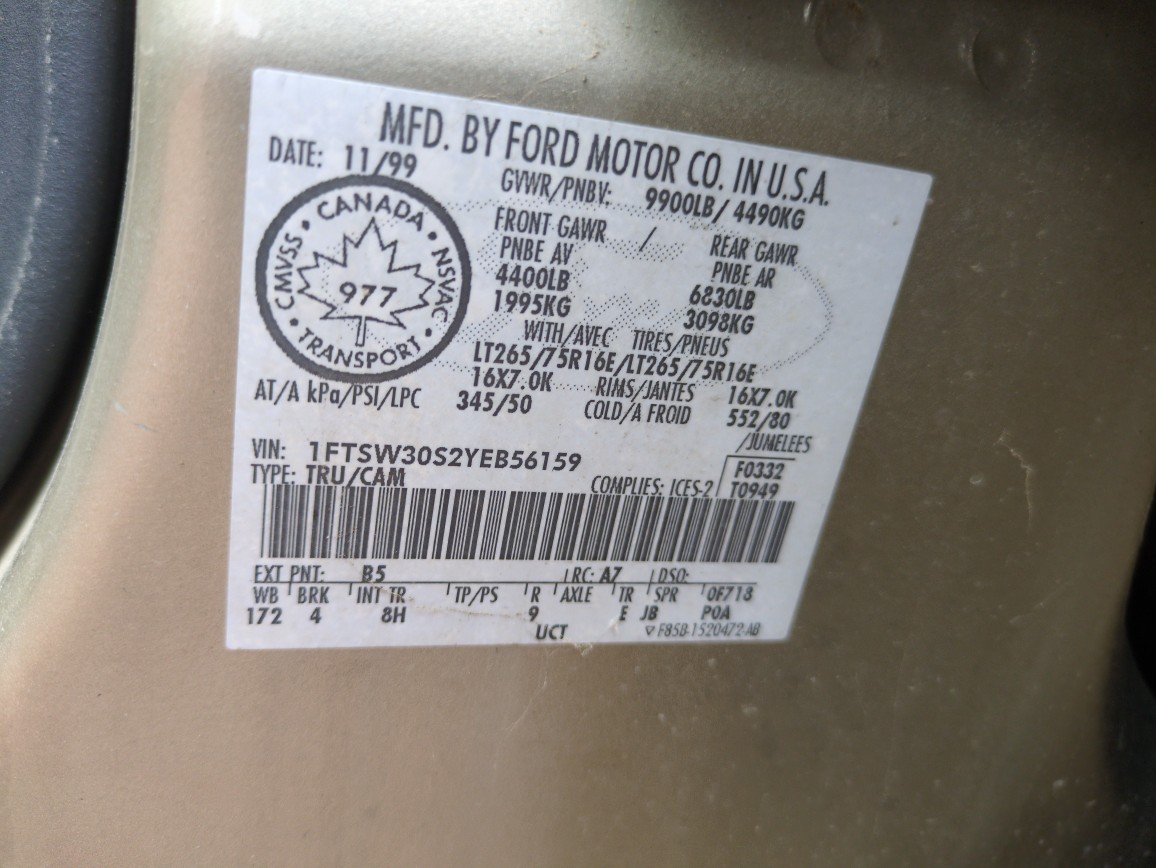 MFD. BY FORD MOTOR CO. IN U.S.A.
DATE: 11/99
GVWR/PNBV: 9900LB/ 4490KG
CANADA
CMVSS NSVAC
977
TRANSPORT
FRONT GAWR / REAR GAWR
PNBE AV PNBE AR
4400LB 6830LB
1995KG 3098KG
WITH/AVEC TIRES/PNEUS
LT265/75R16E/LT265/75R16E
16X7.0K RIMS/JANTES 16X7.0K
AT/A kPa/PSI/LPC 345/50 COLD/A FROID 552/80
/JUMELEES
VIN: 1FTSW30S2YEB56159
F0332
TYPE: TRU/CAM COMPLIES: ICES-2 T0949
EXT PNT: B5 RC: A7 DSO:
WB BRK INT TR TP/PS R AXLE TR SPR 0F718
172 4 8H 9 E JB P0A
UCT F85B-1520472-AB